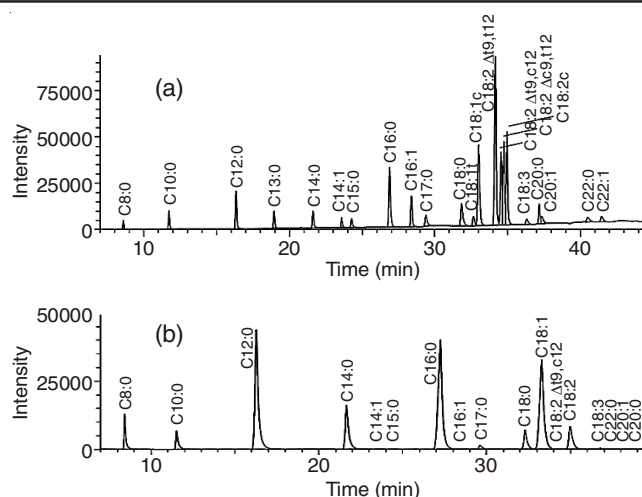 (a)
Intensity
75000
50000
25000
0
C8:0
C10:0
C12:0
C13:0
C14:0
C14:1
C15:0
C16:0
C16:1
C17:0
C18:0
C18:1t
C18:1c
C18:2 Δt9,t12
C18:2 Δt9,c12
C18:2 Δc9,t12
C18:2c
C18:3
C20:0
C20:1
C22:0
C22:1
10 20 30 40
Time (min)
(b)
Intensity
50000
25000
0
C8:0
C10:0
C12:0
C14:0
C14:1
C15:0
C16:0
C16:1
C17:0
C18:0
C18:1
C18:2 Δt9,c12
C18:2
C18:3
C22:0
C20:1
C20:0
10 20 30
Time (min)